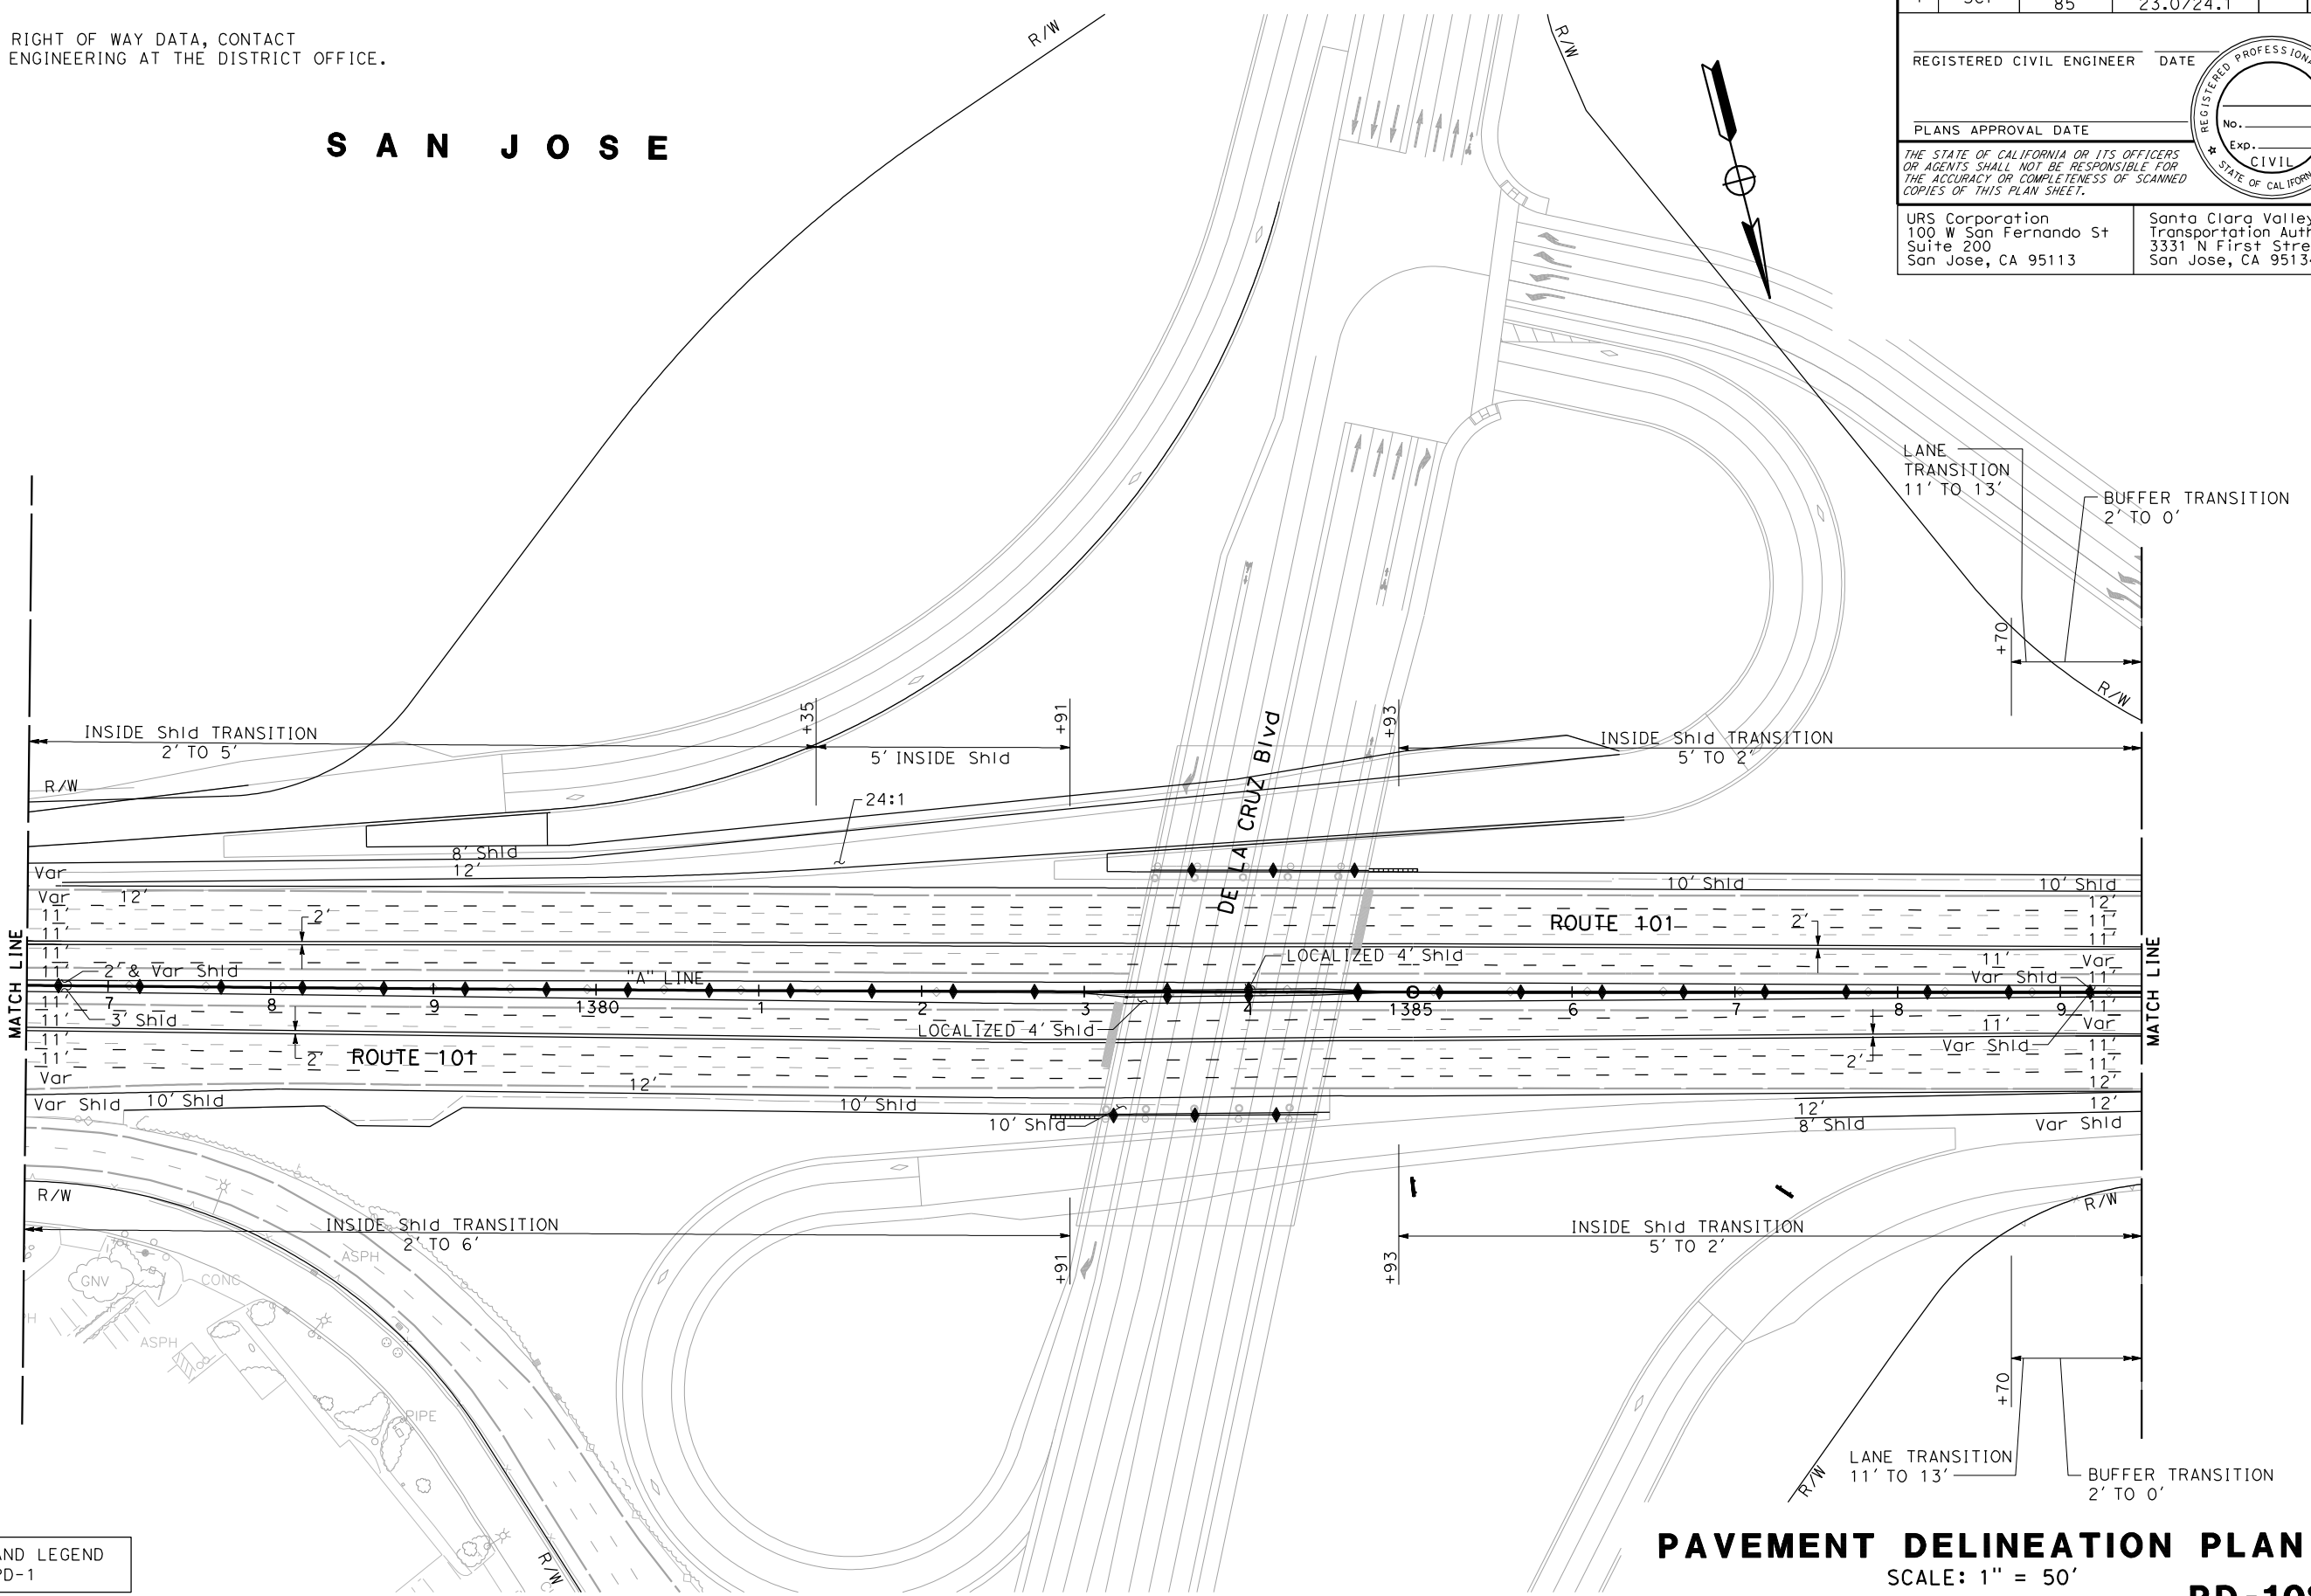 RIGHT OF WAY DATA, CONTACT
ENGINEERING AT THE DISTRICT OFFICE.
SAN JOSE
R/W
R/W
85
23.0/24.1
REGISTERED CIVIL ENGINEER DATE
PLANS APPROVAL DATE
REGISTERED
No.
Exp.
CIVIL
THE STATE OF CALIFORNIA OR ITS OFFICERS
OR AGENTS SHALL NOT BE RESPONSIBLE FOR
THE ACCURACY OR COMPLETENESS OF SCANNED
COPIES OF THIS PLAN SHEET.
URS Corporation
100 W San Fernando St
Suite 200
San Jose, CA 95113
Santa Clara Valley
Transportation
3331 N First
San Jose, CA
LANE
TRANSITION
11' TO 13'
BUFFER TRANSITION
2' TO 0'
+70
R/W
INSIDE Shld TRANSITION
2' TO 5'
+35
5' INSIDE Shld
+91
+93
INSIDE Shld TRANSITION
5' TO 2'
DE LA CRUZ Blvd
R/W
24:1
8' Shld
12'
Var
Var
12'
11'
11'
11'
11'
2'
10' Shld
10' Shld
12'
11'
11'
11'
Var
11'
ROUTE 101
2'
LOCALIZED 4' Shld
Var Shld
MATCH LINE
MATCH LINE
2' & Var Shld
"A" LINE
7 8 9 1380 1 2 3 4 1385 6 7 8 9
3' Shld
LOCALIZED 4' Shld
11'
11'
11'
11'
Var
2'
ROUTE 101
12'
11'
11'
Var
Var Shld
11'
11'
12'
2'
Var Shld
10' Shld
10' Shld
10' Shld
12'
8' Shld
12'
Var Shld
R/W
R/W
INSIDE Shld TRANSITION
2' TO 6'
+91
+93
INSIDE Shld TRANSITION
5' TO 2'
ASPH
GNV
CONC
ASPH
PIPE
+70
LANE TRANSITION
11' TO 13'
BUFFER TRANSITION
2' TO 0'
R/W
R/W
LEGEND
PAVEMENT DELINEATION PLAN
SCALE: 1" = 50'